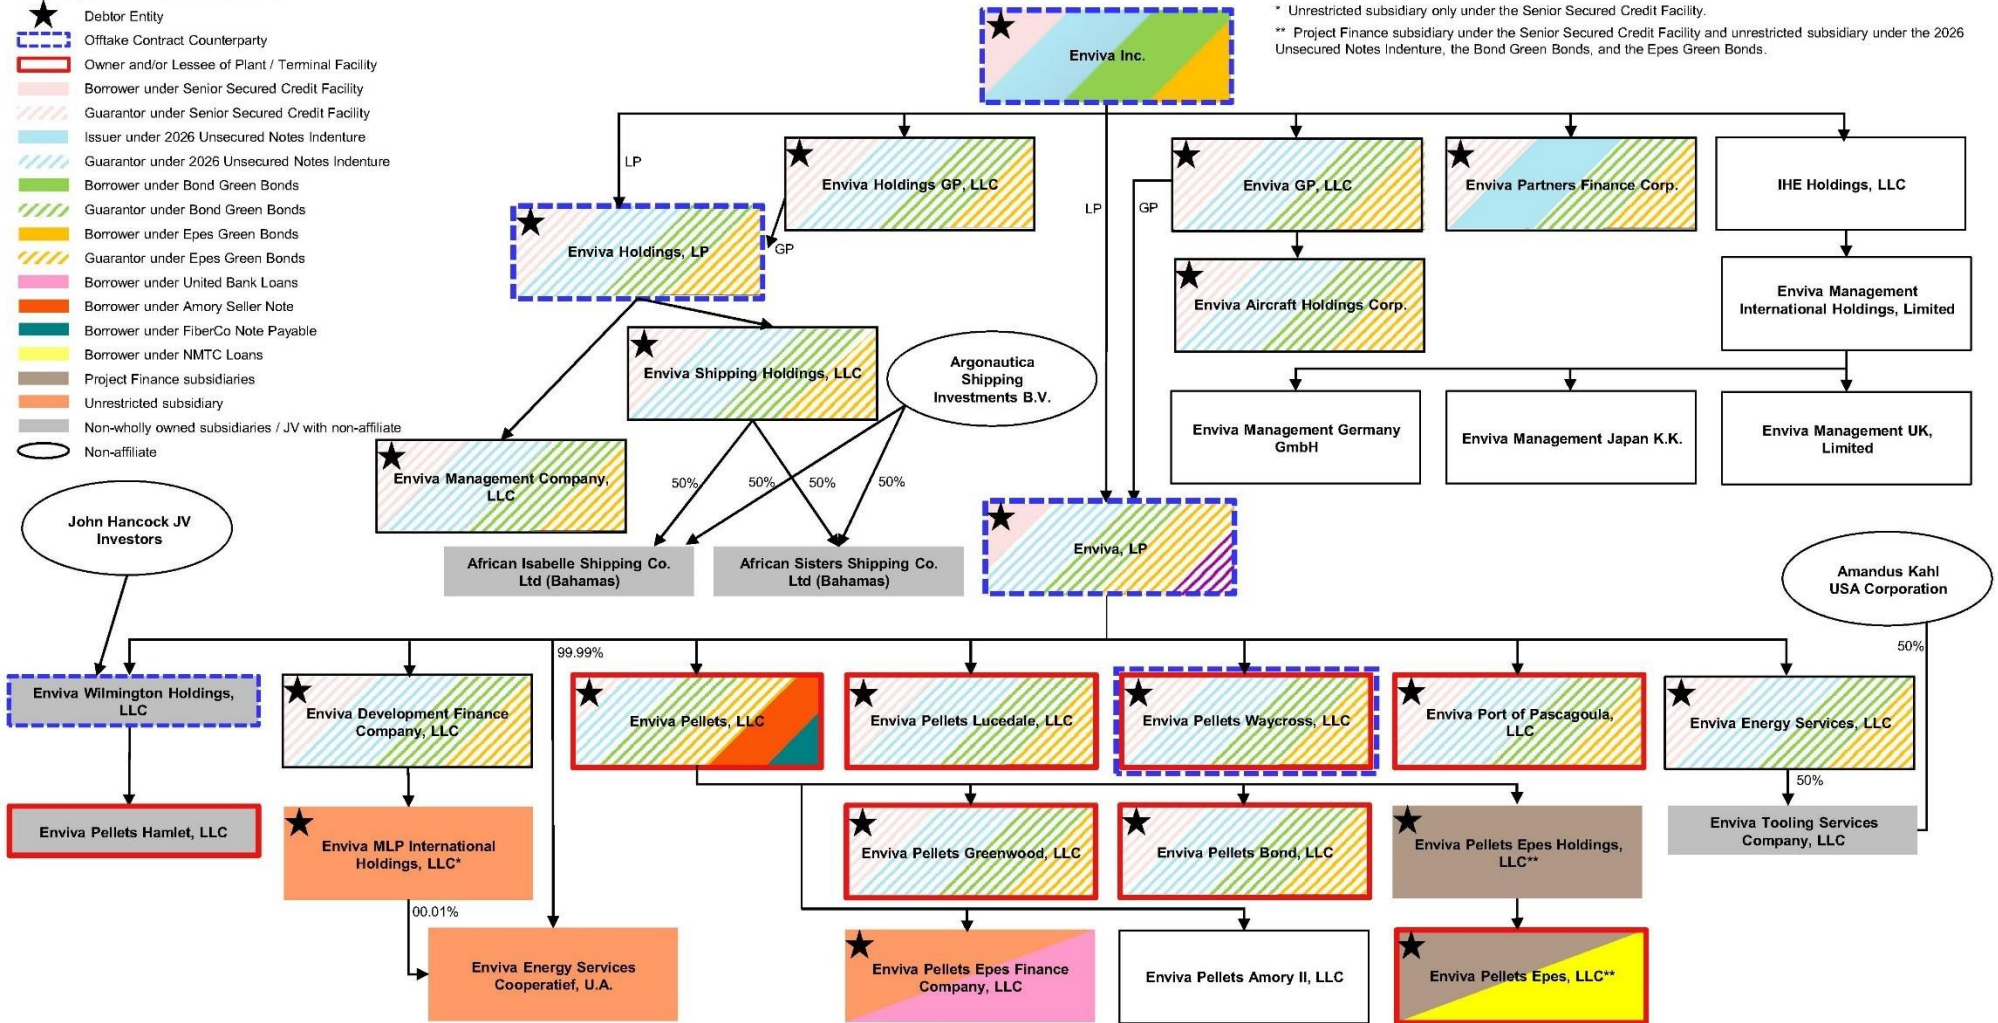 Debtor Entity
Offtake Contract Counterparty
Owner and/or Lessee of Plant / Terminal Facility
Borrower under Senior Secured Credit Facility
Guarantor under Senior Secured Credit Facility
Issuer under 2026 Unsecured Notes Indenture
Guarantor under 2026 Unsecured Notes Indenture
Borrower under Bond Green Bonds
Guarantor under Bond Green Bonds
Borrower under Epes Green Bonds
Guarantor under Epes Green Bonds
Borrower under United Bank Loans
Borrower under Amory Seller Note
Borrower under FiberCo Note Payable
Borrower under NMTC Loans
Project Finance subsidiaries
Unrestricted subsidiary
Non-wholly owned subsidiaries / JV with non-affiliate
Non-affiliate
* Unrestricted subsidiary only under the Senior Secured Credit Facility.
** Project Finance subsidiary under the Senior Secured Credit Facility and unrestricted subsidiary under the 2026
Unsecured Notes Indenture, the Bond Green Bonds, and the Epes Green Bonds.
Enviva Inc.
LP
Enviva Holdings GP, LLC
GP
Enviva Holdings, LP
LP
GP
Enviva GP, LLC
Enviva Partners Finance Corp.
IHE Holdings, LLC
Enviva Aircraft Holdings Corp.
Enviva Management
International Holdings, Limited
Enviva Shipping Holdings, LLC
Argonautica
Shipping
Investments B.V.
Enviva Management Germany
GmbH
Enviva Management Japan K.K.
Enviva Management UK,
Limited
Enviva Management Company,
LLC
50%
50%
50%
50%
John Hancock JV
Investors
African Isabelle Shipping Co.
Ltd (Bahamas)
African Sisters Shipping Co.
Ltd (Bahamas)
Enviva, LP
Amandus Kahl
USA Corporation
50%
99.99%
Enviva Wilmington Holdings,
LLC
Enviva Development Finance
Company, LLC
Enviva Pellets, LLC
Enviva Pellets Lucedale, LLC
Enviva Pellets Waycross, LLC
Enviva Port of Pascagoula,
LLC
Enviva Energy Services, LLC
50%
Enviva Pellets Hamlet, LLC
Enviva MLP International
Holdings, LLC*
Enviva Pellets Greenwood, LLC
Enviva Pellets Bond, LLC
Enviva Pellets Epes Holdings,
LLC**
Enviva Tooling Services
Company, LLC
00.01%
Enviva Energy Services
Cooperatief, U.A.
Enviva Pellets Epes Finance
Company, LLC
Enviva Pellets Amory II, LLC
Enviva Pellets Epes, LLC**